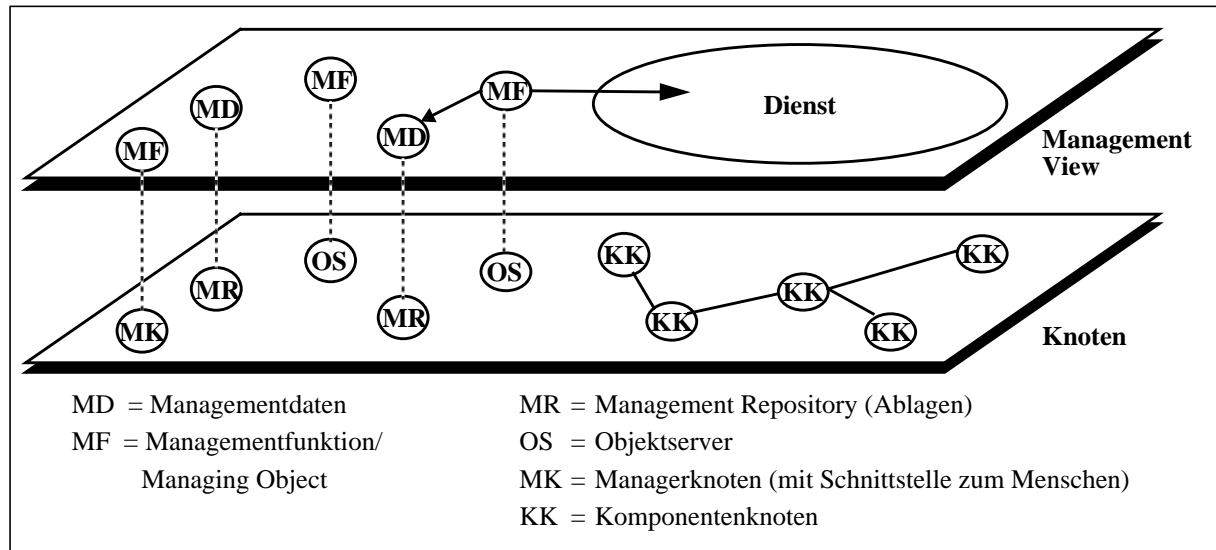 MF
MF
MD
Dienst
MD
MF
Management
View
OS
OS
KK
KK
MR
KK
MR
KK
KK
MK
Knoten
MD = Managementdaten
MF = Managementfunktion/
Managing Object
MR = Management Repository (Ablagen)
OS = Objektserver
MK = Managerknoten (mit Schnittstelle zum Menschen)
KK = Komponentenknoten